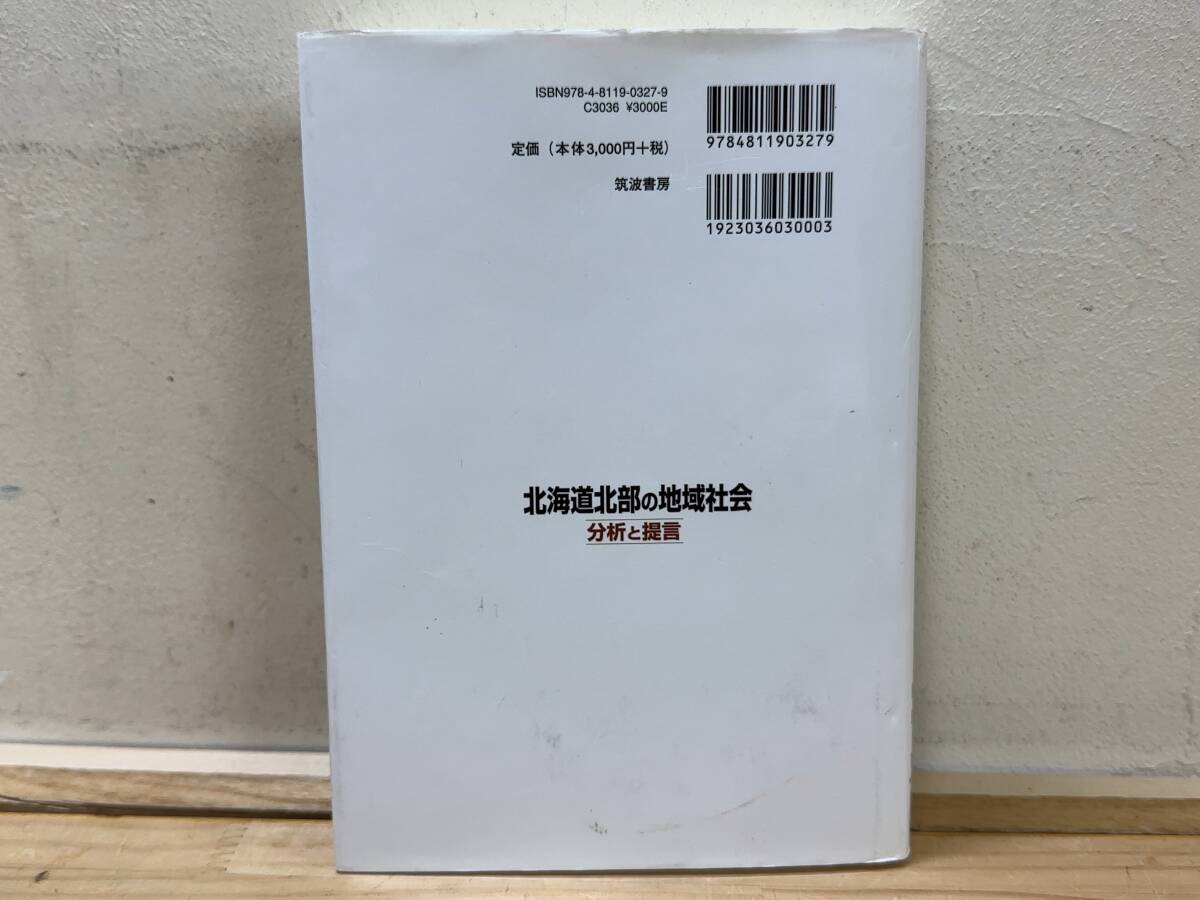 ISBN978-4-8119-0327-9
C3036 ¥3000E
定価（本体3,000円＋税）
筑波書房
9784811903279
1923036030003
北海道北部の地域社会
分析と提言